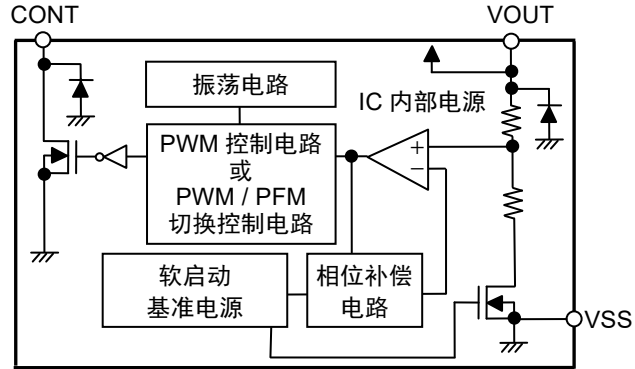 CONT
VOUT
振荡电路
IC 内部电源
PWM 控制电路
或
PWM / PFM
切换控制电路
+
−
软启动
基准电源
相位补偿
电路
VSS